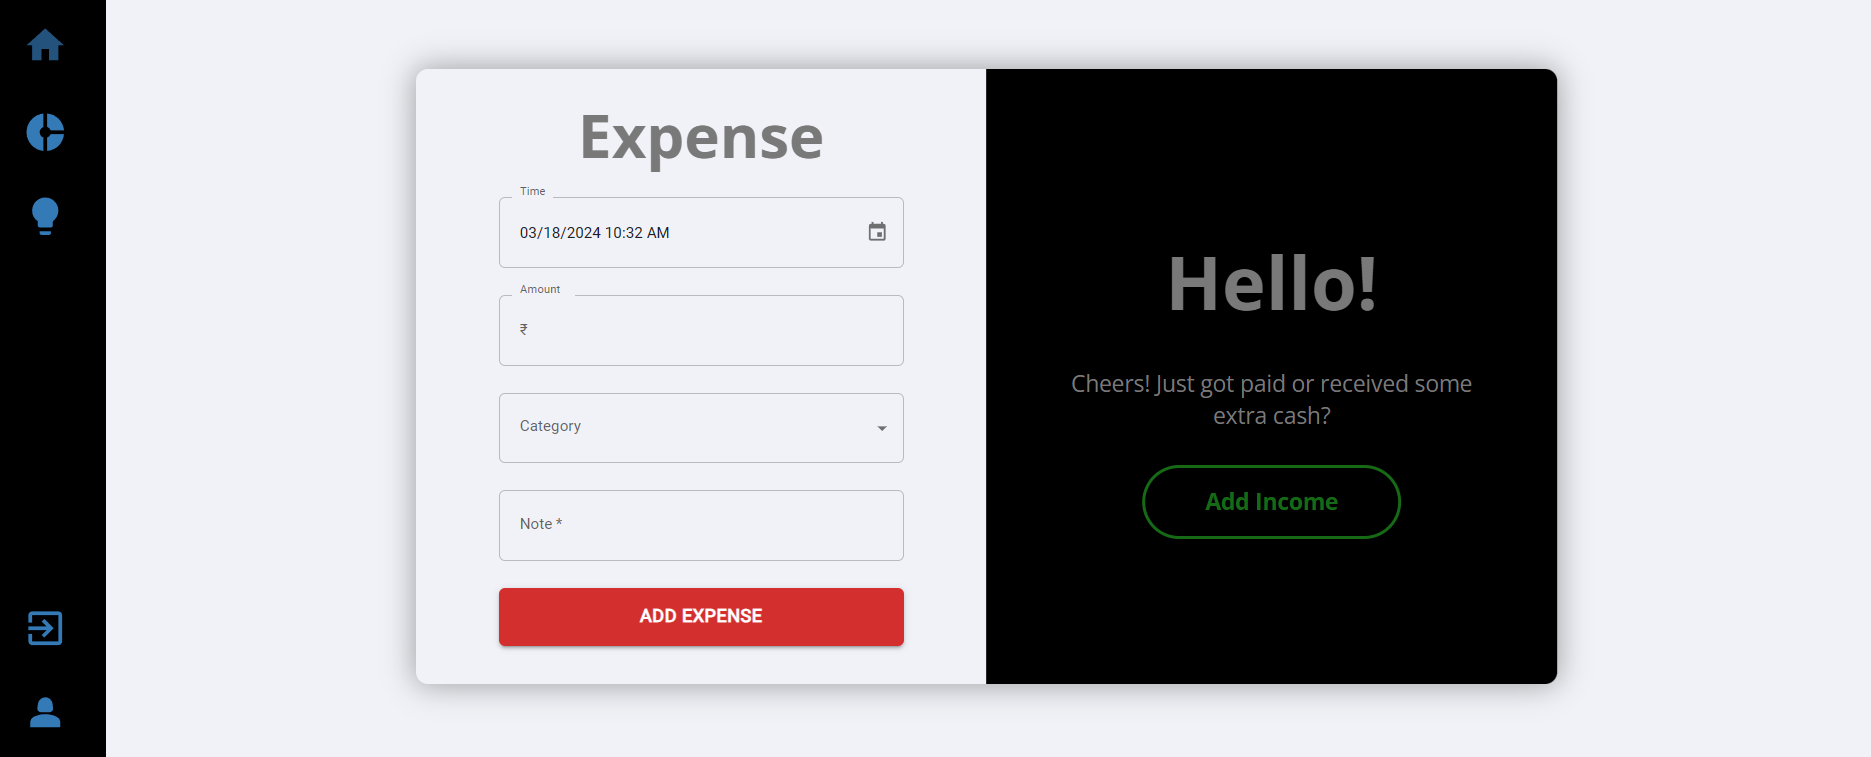 Expense
Time
03/18/2024 10:32 AM
Amount
₹
Category
Note *
ADD EXPENSE
Hello!
Cheers! Just got paid or received some
extra cash?
Add Income